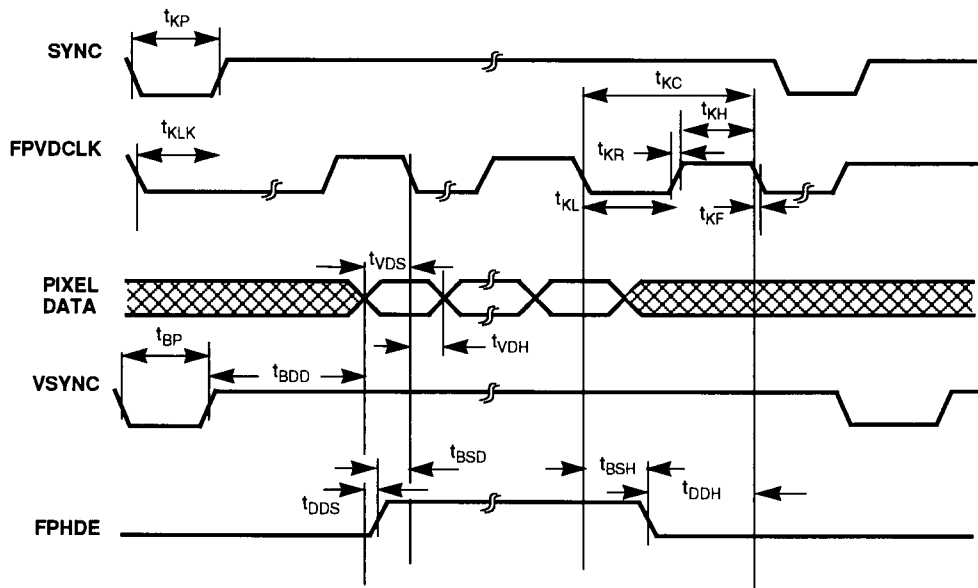 tKP
SYNC
tKC
tKH
tKLK
FPVDCLK
tKR
tKL
tKF
tVDS
PIXEL
DATA
tVDH
tBP
tBDD
VSYNC
tBSD
tBSH
tDDS
tDDH
FPHDE